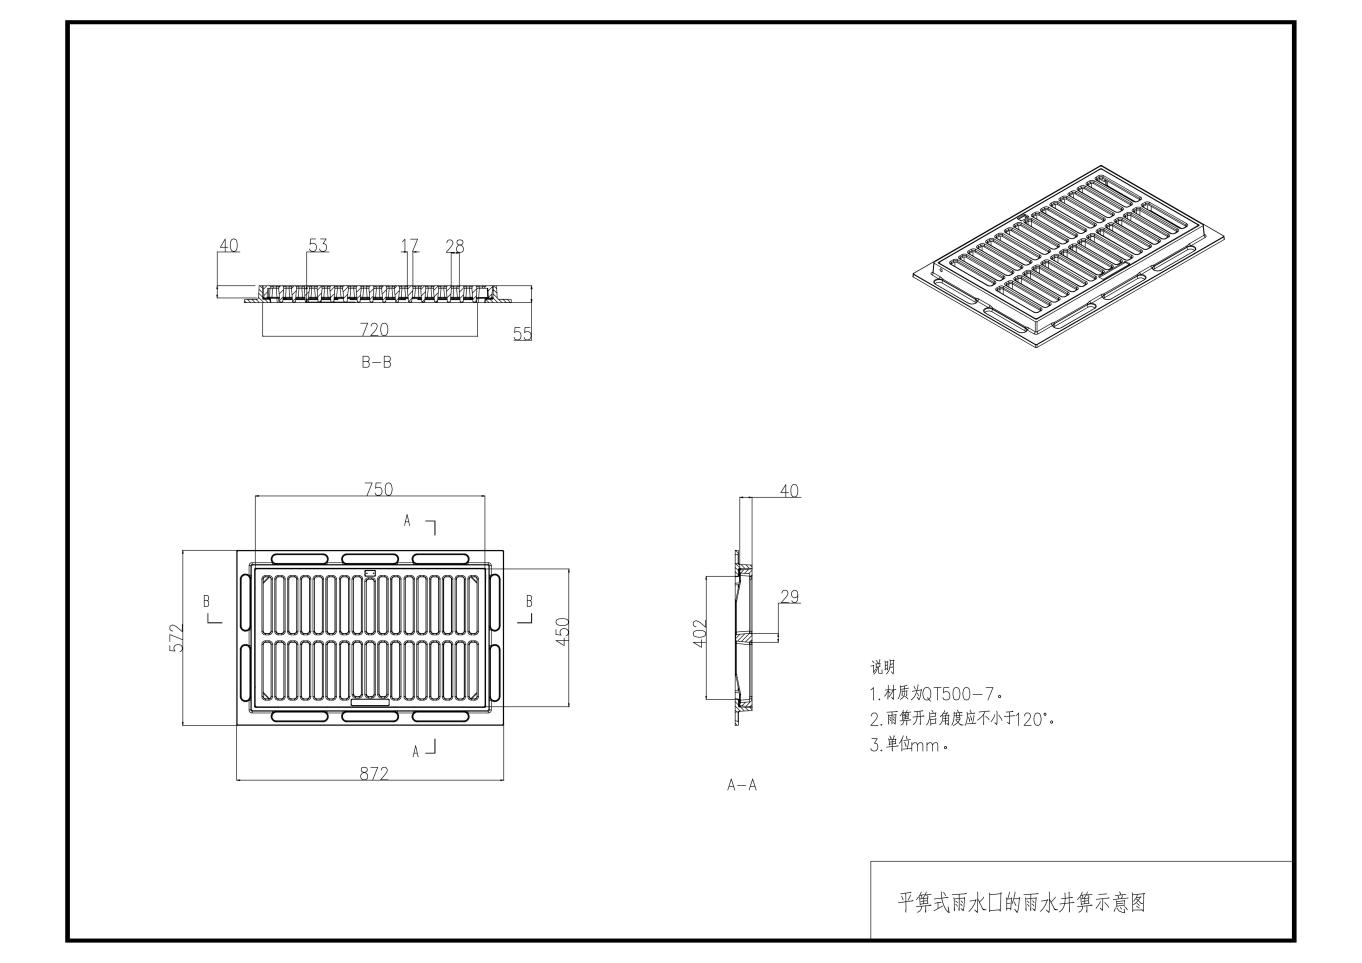 40 53 17 28
720
55
B-B
750
A
B B
572
450
A
872
40
29
402
A-A
说明
1.材质为QT500-7。
2.雨箅开启角度应不小于120°。
3.单位mm。
平箅式雨水口的雨水井箅示意图